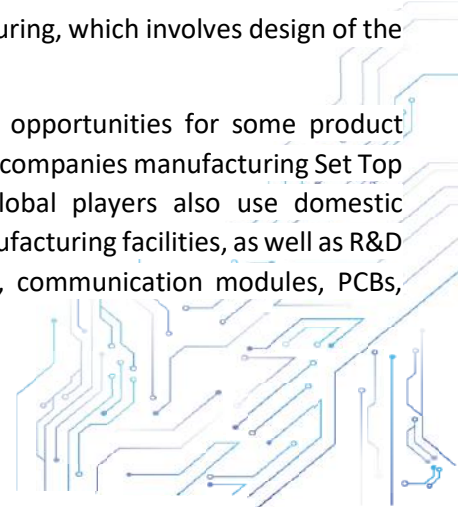 uring, which involves design of the
opportunities for some product
companies manufacturing Set Top
lobal players also use domestic
ufacturing facilities, as well as R&D
, communication modules, PCBs,